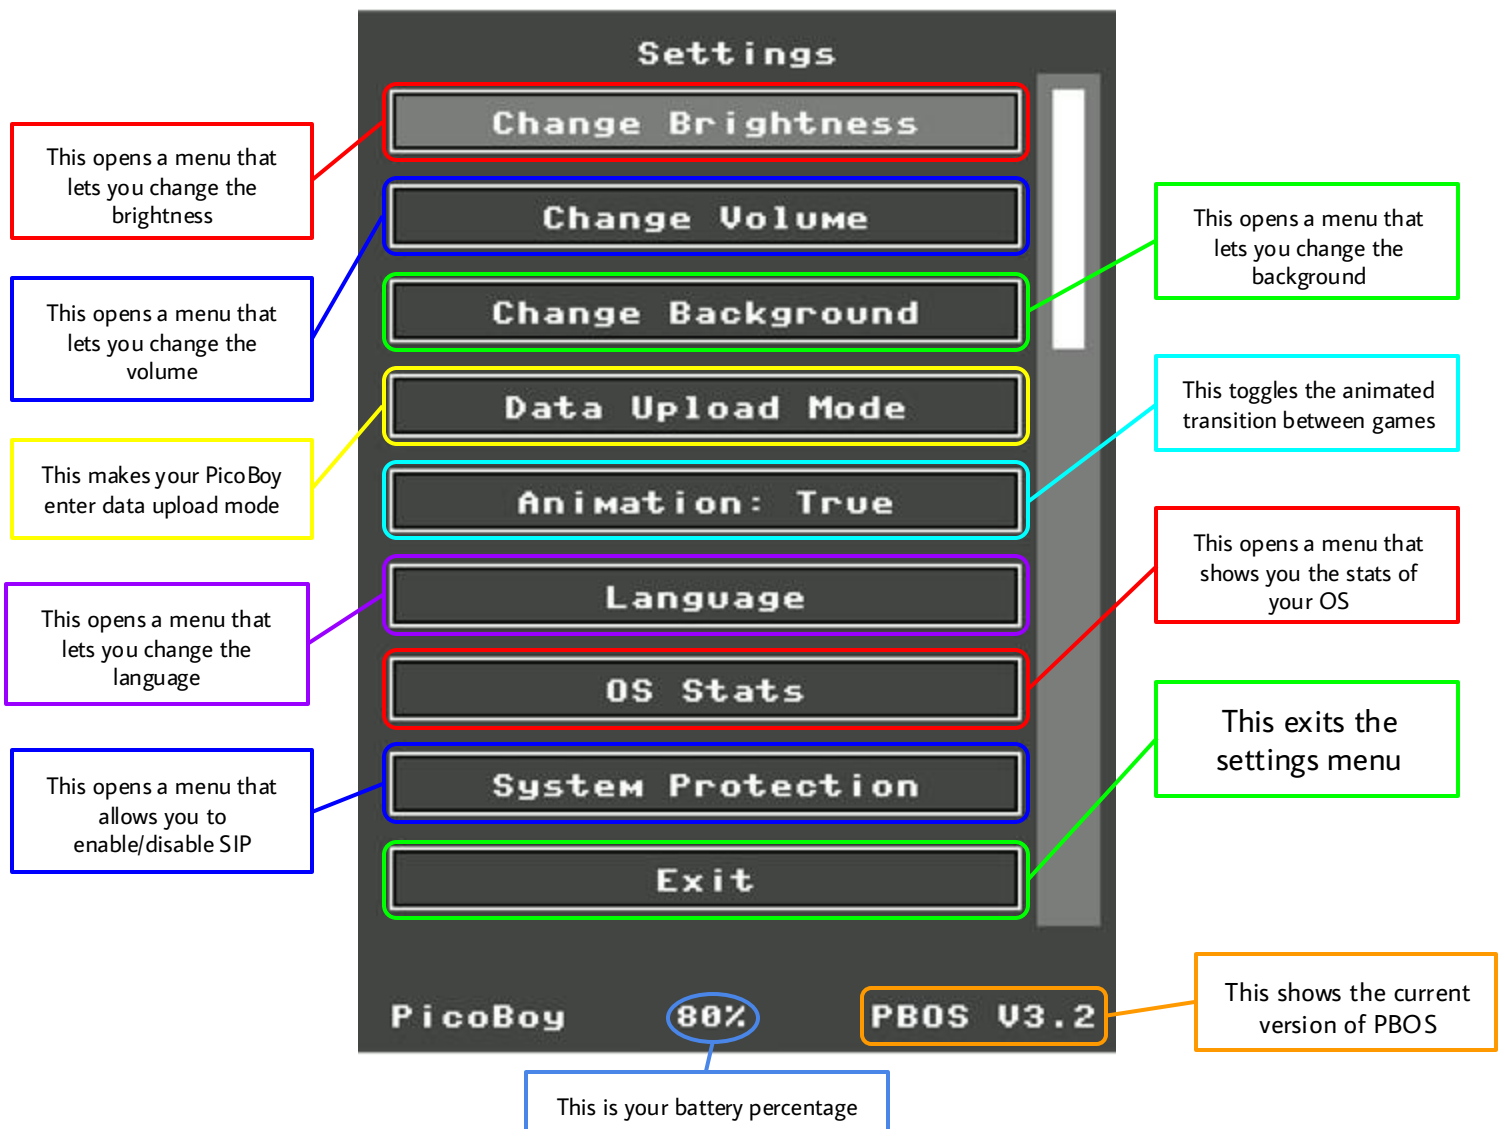 Settings
Change Brightness
Change Volume
Change Background
Data Upload Mode
Animation: True
Language
OS Stats
System Protection
Exit
PicoBoy
80%
PBOS V3.2
This opens a menu that
lets you change the
brightness
This opens a menu that
lets you change the
volume
This makes your PicoBoy
enter data upload mode
This opens a menu that
lets you change the
language
This opens a menu that
allows you to
enable/disable SIP
This opens a menu that
lets you change the
background
This toggles the animated
transition between games
This opens a menu that
shows you the stats of
your OS
This exits the
settings menu
This shows the current
version of PBOS
This is your battery percentage